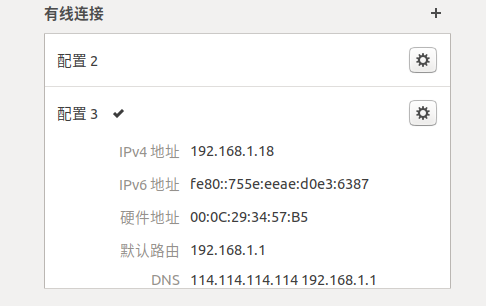 有线连接
配置 2
配置 3
IPv4 地址 192.168.1.18
IPv6 地址 fe80::755e:eeae:d0e3:6387
硬件地址 00:0C:29:34:57:B5
默认路由 192.168.1.1
DNS 114.114.114.114 192.168.1.1